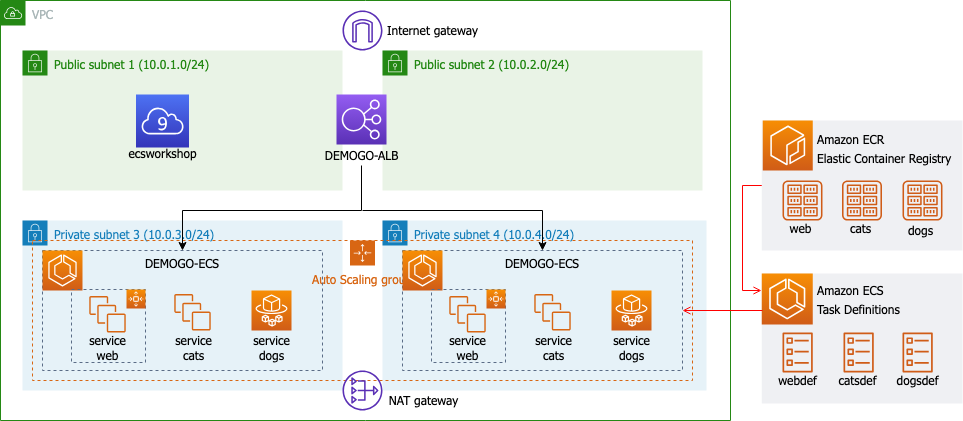 VPC
Internet gateway
Public subnet 1 (10.0.1.0/24)
Public subnet 2 (10.0.2.0/24)
9
ecsworkshop
DEMOGO-ALB
Amazon ECR
Elastic Container Registry
web
cats
dogs
Private subnet 3 (10.0.3.0/24)
Private subnet 4 (10.0.4.0/24)
DEMOGO-ECS
DEMOGO-ECS
Auto Scaling grou
service
web
service
cats
service
dogs
service
web
service
cats
service
dogs
Amazon ECS
Task Definitions
webdef
catsdef
dogsdef
NAT gateway